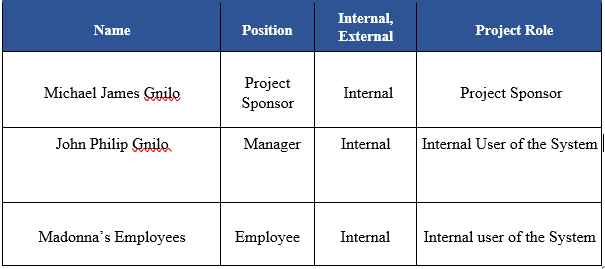 Name Position Internal, External Project Role
Michael James Gnilo Project Sponsor Internal Project Sponsor
John Philip Gnilo Manager Internal Internal User of the System
Madonna's Employees Employee Internal Internal user of the System